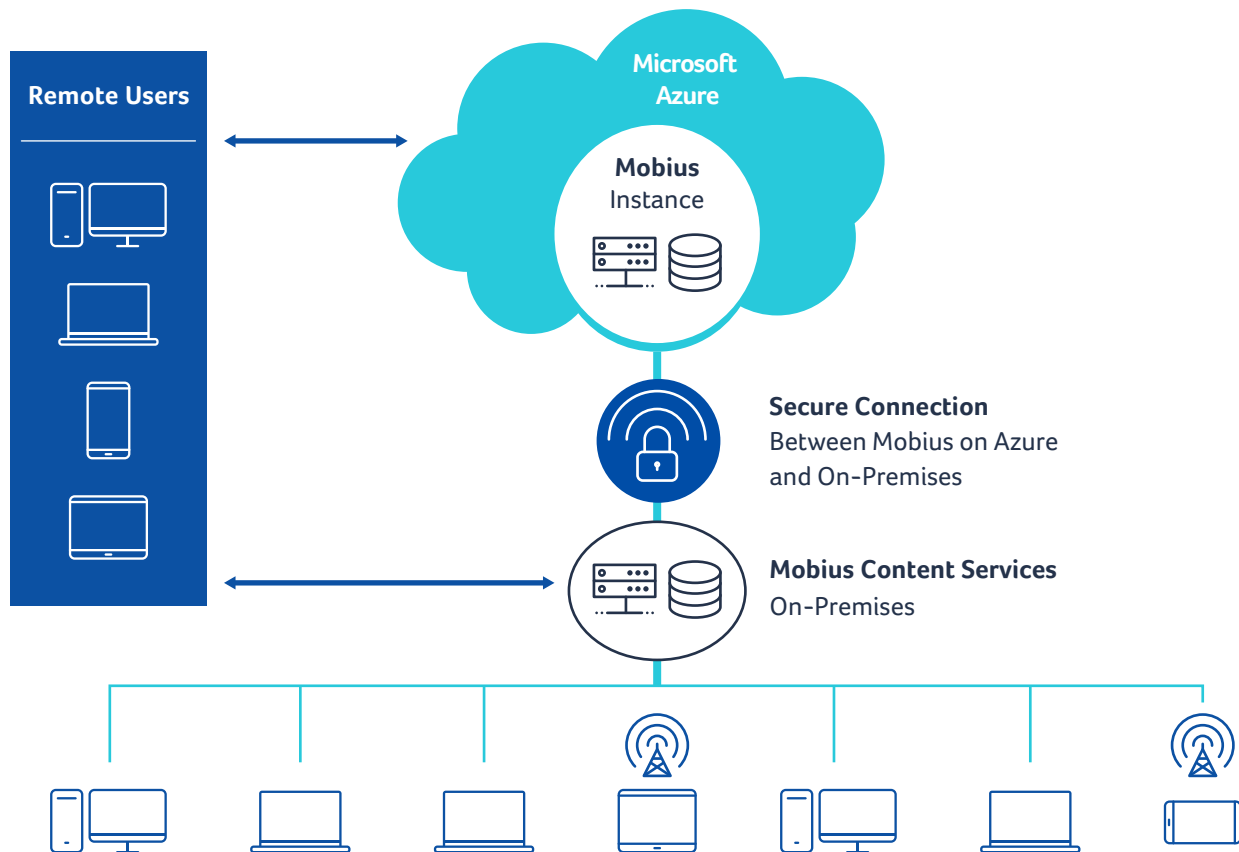 Remote Users
Microsoft
Azure
Mobius
Instance
Secure Connection
Between Mobius on Azure
and On-Premises
Mobius Content Services
On-Premises